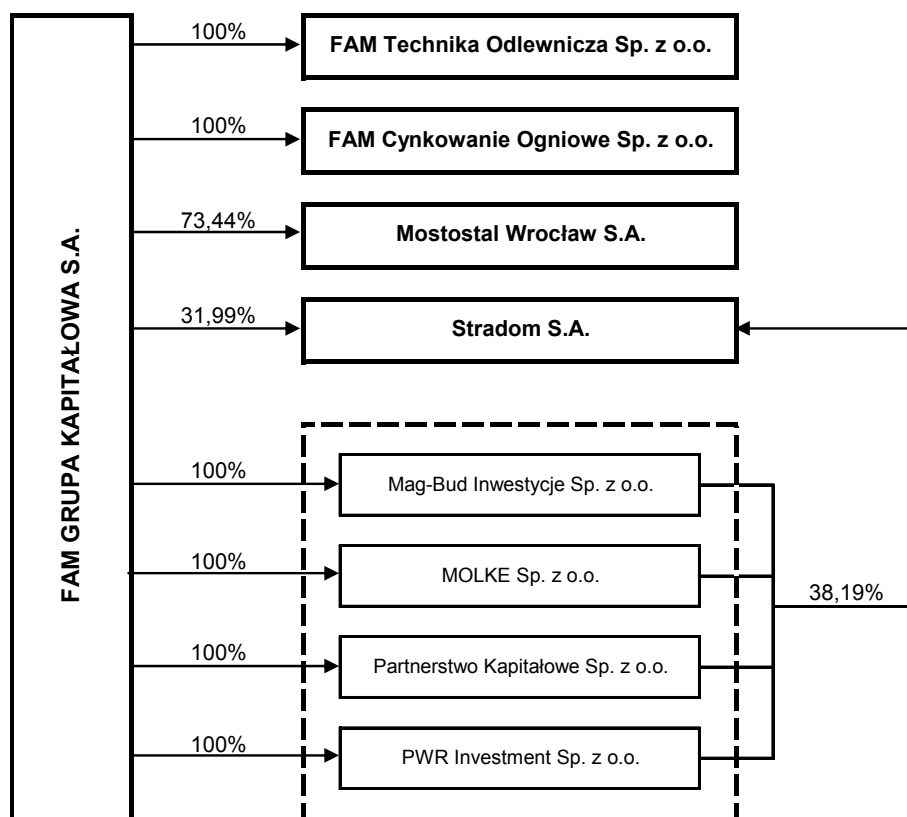 FAM GRUPA KAPITAŁOWA S.A.
100%
FAM Technika Odlewnicza Sp. z o.o.
100%
FAM Cynkowanie Ogniowe Sp. z o.o.
73,44%
Mostostal Wrocław S.A.
31,99%
Stradom S.A.
100%
Mag-Bud Inwestycje Sp. z o.o.
100%
MOLKE Sp. z o.o.
38,19%
100%
Partnerstwo Kapitałowe Sp. z o.o.
100%
PWR Investment Sp. z o.o.